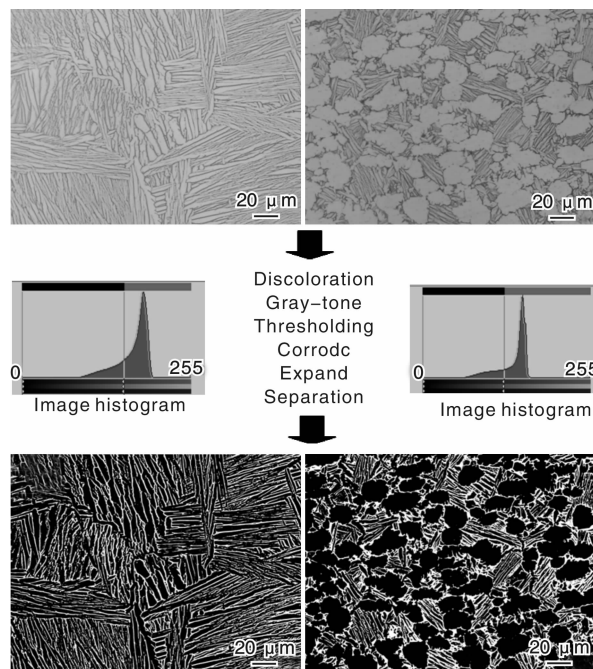 20 μm
20 μm
Discoloration
Gray-tone
Thresholding
Corrodc
Expand
Separation
0
255
Image histogram
0
255
Image histogram
20 μm
20 μm